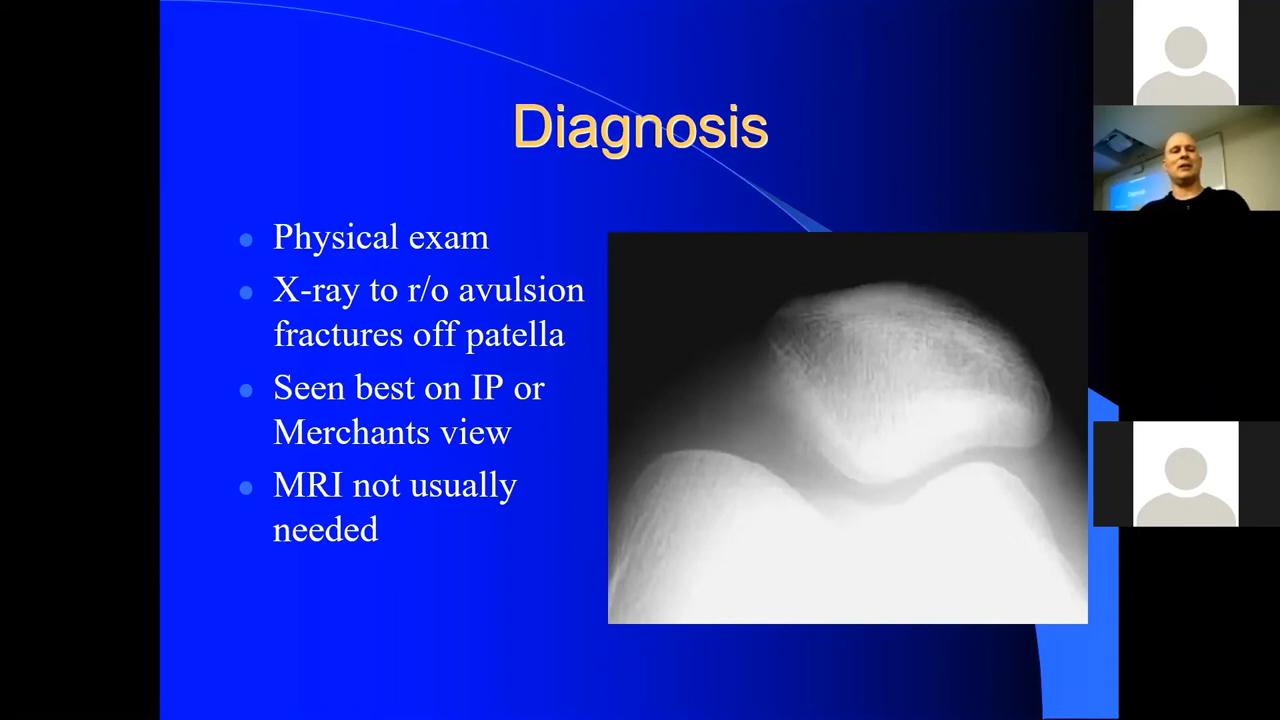 Diagnosis
Physical exam
X-ray to r/o avulsion
fractures off patella
Seen best on IP or
Merchants view
MRI not usually
needed